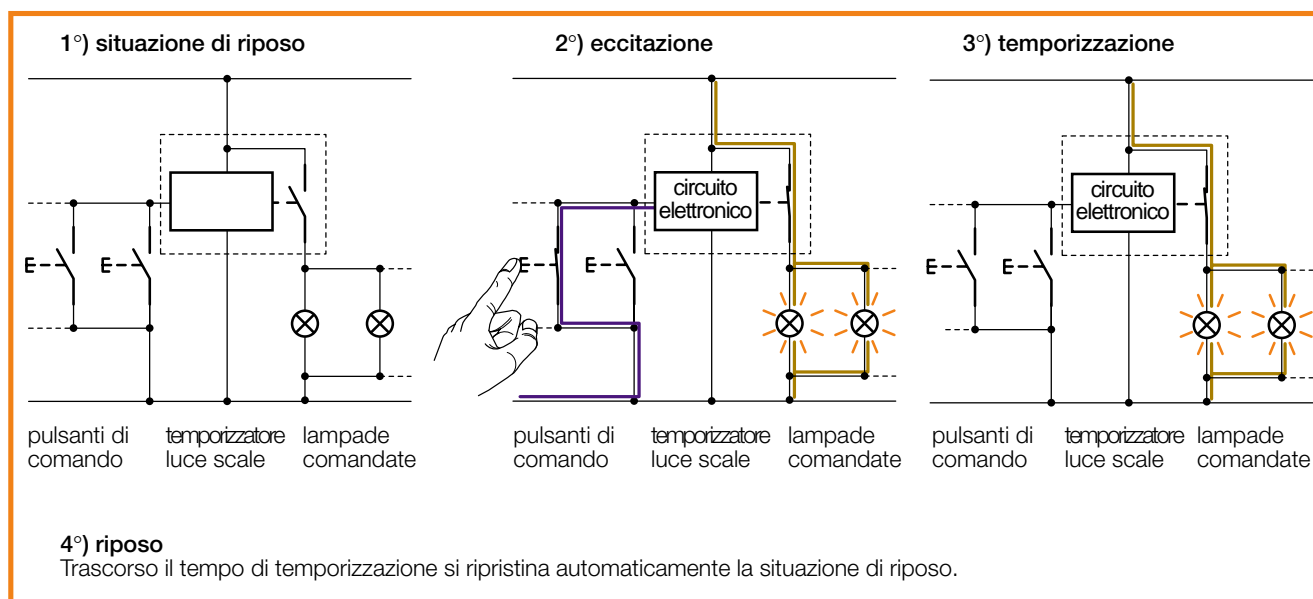 1°) situazione di riposo
2°) eccitazione
3°) temporizzazione
circuito
elettronico
circuito
elettronico
E
E
E
E
E
E
pulsanti di
comando
temporizzatore
luce scale
lampade
comandate
pulsanti di
comando
temporizzatore
luce scale
lampade
comandate
pulsanti di
comando
temporizzatore
luce scale
lampade
comandate
4°) riposo
Trascorso il tempo di temporizzazione si ripristina automaticamente la situazione di riposo.